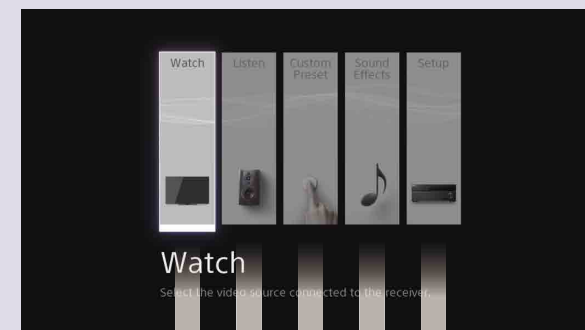 Watch
Listen
Custom
Preset
Sound
Effects
Setup
Watch
Select the video source connected to the receiver.